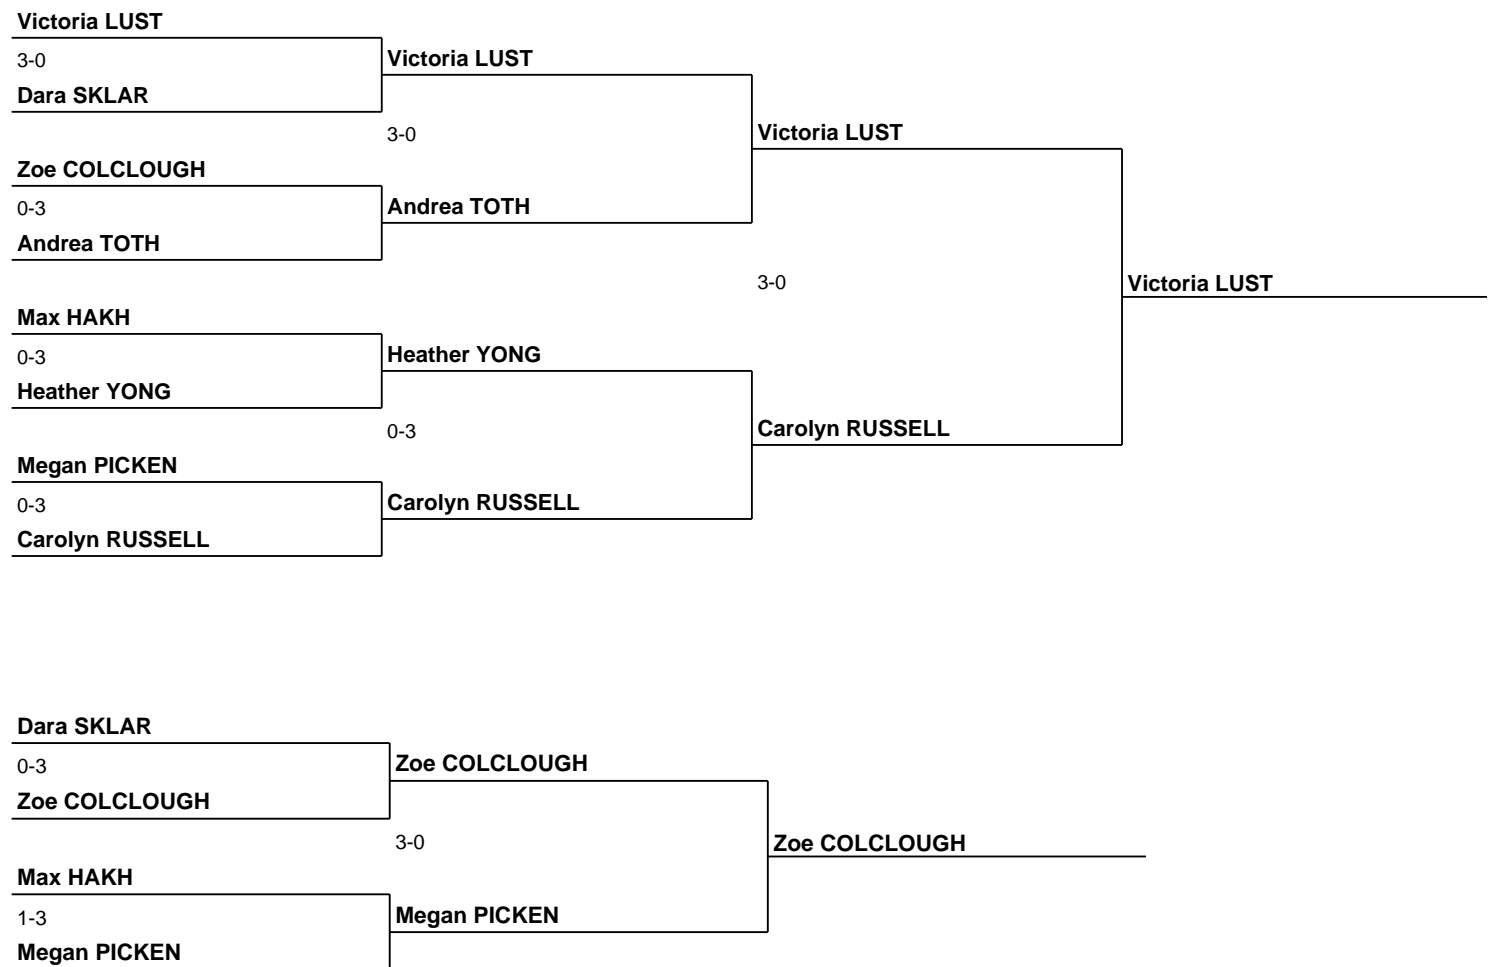 Victoria LUST
3-0
Victoria LUST
Dara SKLAR
3-0
Victoria LUST
Zoe COLCLOUGH
0-3
Andrea TOTH
Andrea TOTH
3-0
Victoria LUST
Max HAKH
0-3
Heather YONG
Heather YONG
0-3
Carolyn RUSSELL
Megan PICKEN
0-3
Carolyn RUSSELL
Carolyn RUSSELL
Dara SKLAR
0-3
Zoe COLCLOUGH
Zoe COLCLOUGH
3-0
Zoe COLCLOUGH
Max HAKH
1-3
Megan PICKEN
Megan PICKEN